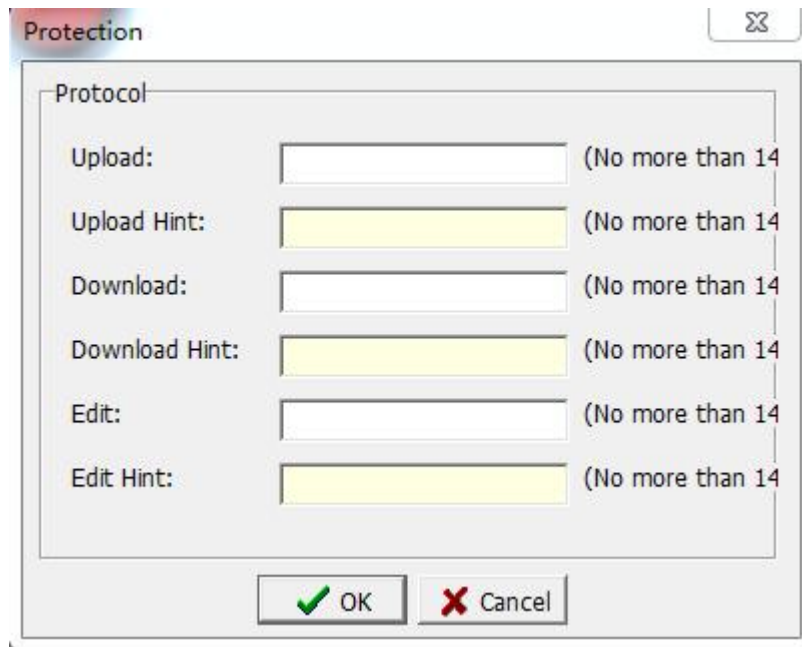 Protection
Protocol
Upload: (No more than 14
Upload Hint: (No more than 14
Download: (No more than 14
Download Hint: (No more than 14
Edit: (No more than 14
Edit Hint: (No more than 14
OK Cancel